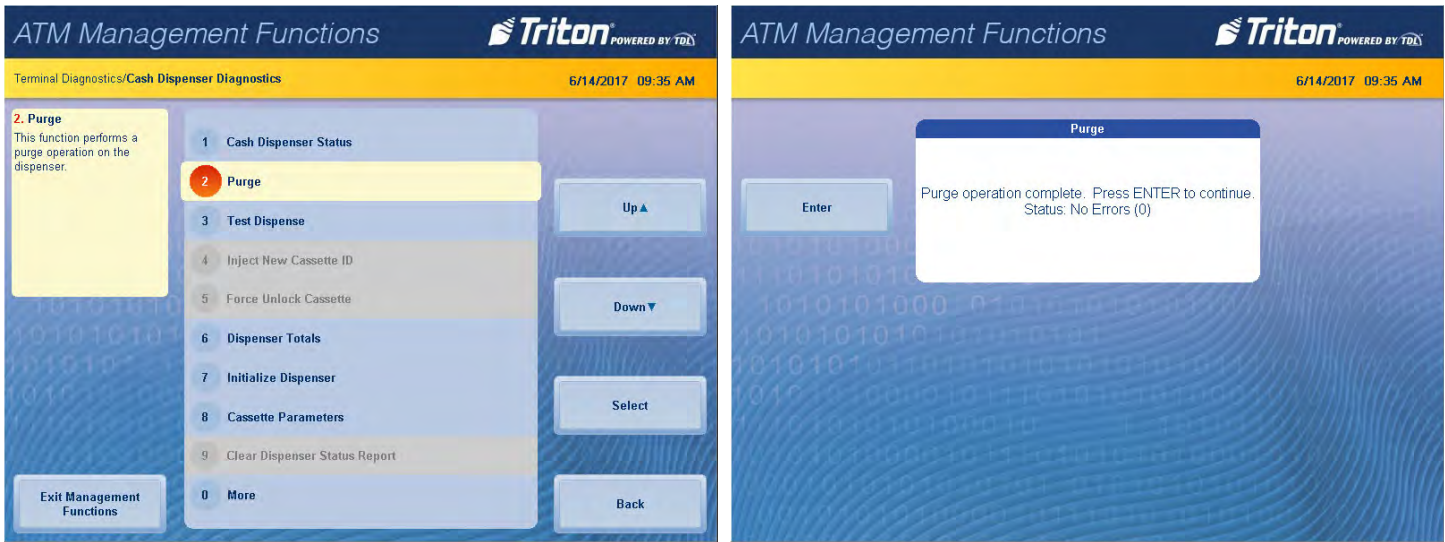 ATM Management Functions
Triton POWERED BY TDL
Terminal Diagnostics/Cash Dispenser Diagnostics
6/14/2017 09:35 AM
2. Purge
This function performs a
purge operation on the
dispenser.
1 Cash Dispenser Status
2 Purge
3 Test Dispense
4 Inject New Cassette ID
5 Force Unlock Cassette
6 Dispenser Totals
7 Initialize Dispenser
8 Cassette Parameters
9 Clear Dispenser Status Report
0 More
Up▲
Down▼
Select
Back
Exit Management
Functions
ATM Management Functions
Triton POWERED BY TDL
6/14/2017 09:35 AM
Purge
Purge operation complete. Press ENTER to continue.
Status: No Errors (0)
Enter